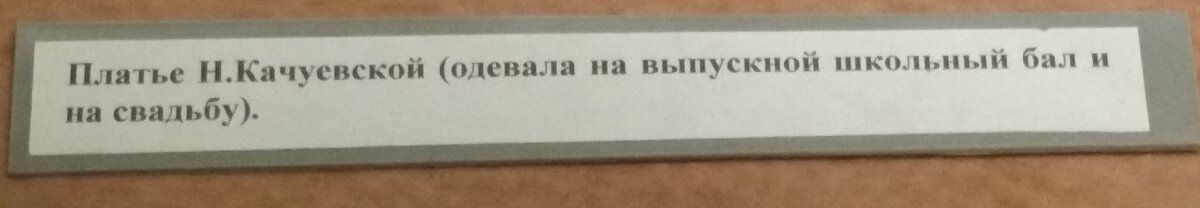 Платье Н.Качуевской (одевала на выпускной школьный бал и
на свадьбу).